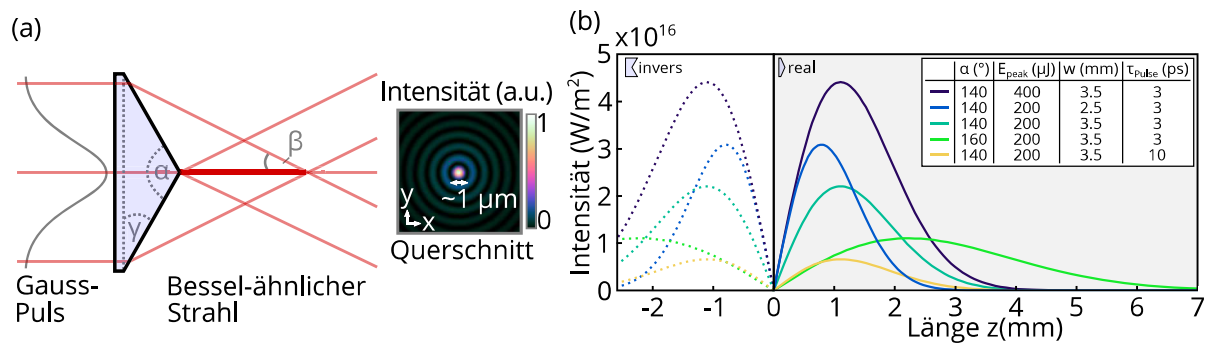 (a)
α
γ
β
Gauss-
Puls
Bessel-ähnlicher
Strahl
Intensität (a.u.)
1
0
y
x
~1 µm
Querschnitt
(b)
x10¹⁶
Intensität (W/m²)
5
4
3
2
1
0
invers
real
α (°) E_peak (µJ) w (mm) τ_Pulse (ps)
140 400 3.5 3
140 200 2.5 3
140 200 3.5 3
160 200 3.5 3
140 200 3.5 10
-2 -1 0 1 2 3 4 5 6 7
Länge z(mm)